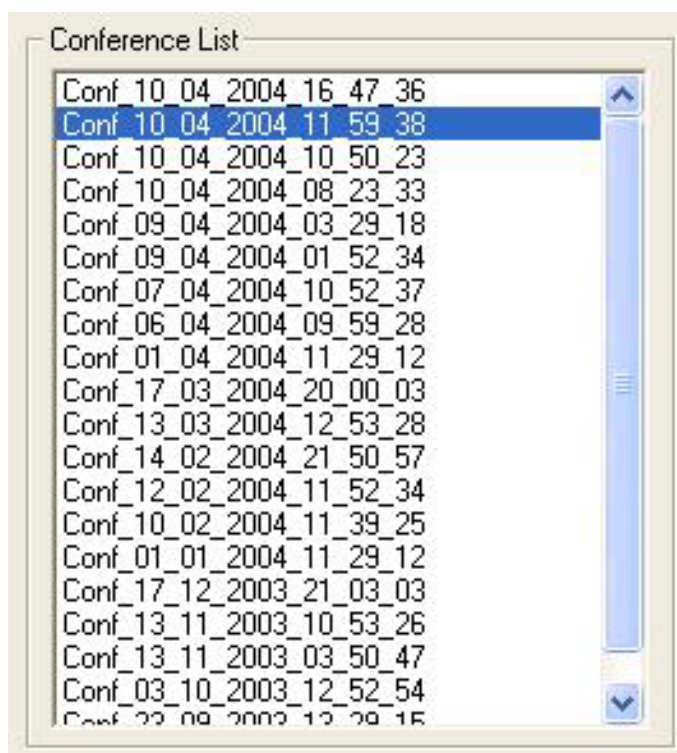 Conference List
Conf_10_04_2004_16_47_36
Conf_10_04_2004_11_59_38
Conf_10_04_2004_10_50_23
Conf_10_04_2004_08_23_33
Conf_09_04_2004_03_29_18
Conf_09_04_2004_01_52_34
Conf_07_04_2004_10_52_37
Conf_06_04_2004_09_59_28
Conf_01_04_2004_11_29_12
Conf_17_03_2004_20_00_03
Conf_13_03_2004_12_53_28
Conf_14_02_2004_21_50_57
Conf_12_02_2004_11_52_34
Conf_10_02_2004_11_39_25
Conf_01_01_2004_11_29_12
Conf_17_12_2003_21_03_03
Conf_13_11_2003_10_53_26
Conf_13_11_2003_03_50_47
Conf_03_10_2003_12_52_54